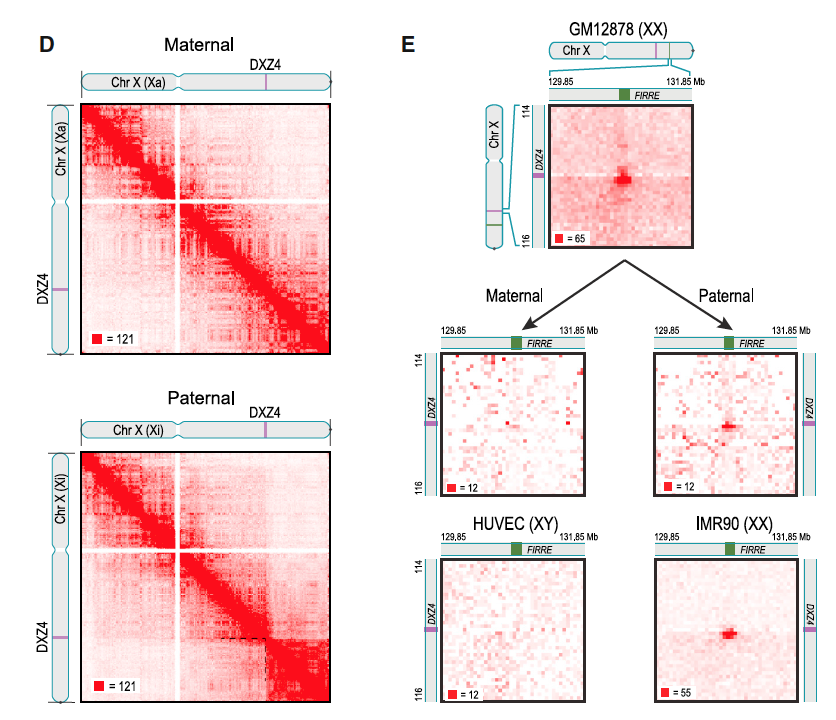 D
Maternal
DXZ4
Chr X (Xa)
Chr X (Xa)
DXZ4
= 121
Paternal
DXZ4
Chr X (Xi)
Chr X (Xi)
DXZ4
= 121
E
GM12878 (XX)
Chr X
129.85 131.85 Mb
FIRRE
Chr X
114
DXZ4
116
= 65
Maternal
129.85 131.85 Mb
FIRRE
114
DXZ4
116
= 12
Paternal
129.85 131.85 Mb
FIRRE
DXZ4
= 12
HUVEC (XY)
129,85 131,85 Mb
FIRRE
114
DXZ4
116
= 12
IMR90 (XX)
129,85 131,85 Mb
FIRRE
DXZ4
= 55